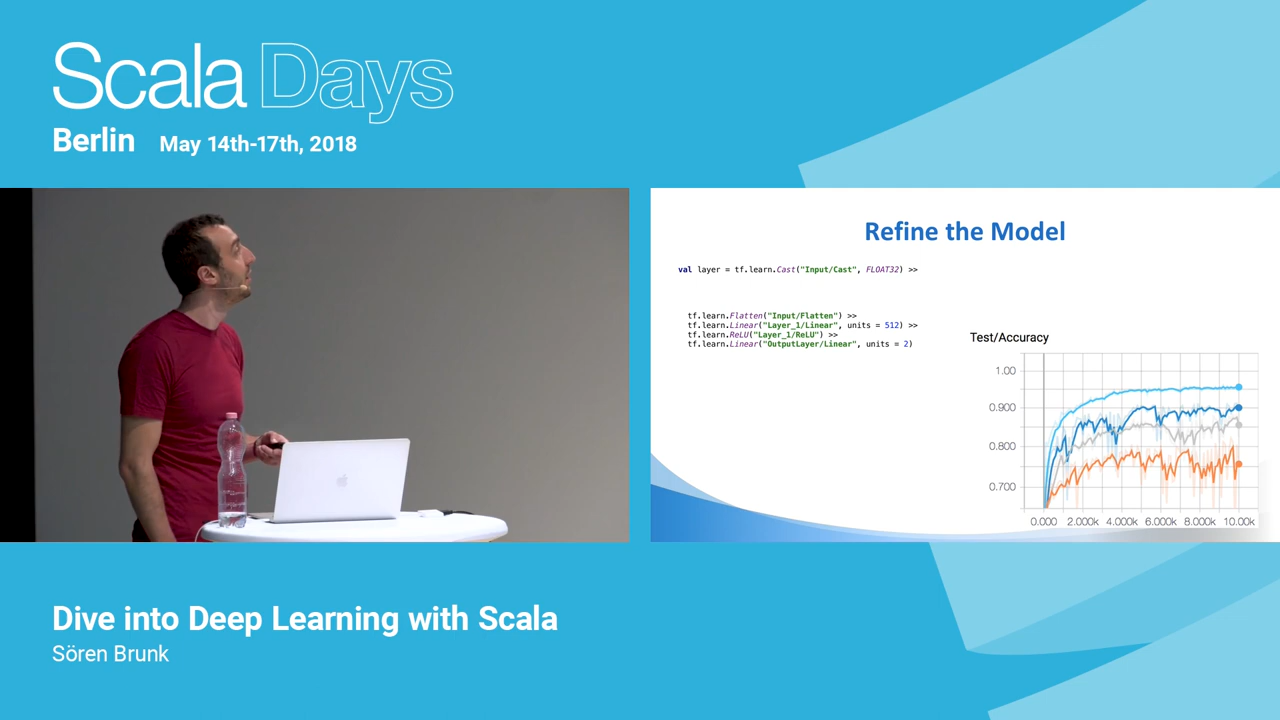 Scala Days
Berlin May 14th-17th, 2018
Refine the Model
val layer = tf.learn.Cast("Input/Cast", FLOAT32) >>
tf.learn.Flatten("Input/Flatten") >>
tf.learn.Linear("Layer_1/Linear", units = 512) >>
tf.learn.ReLU("Layer_1/ReLU") >>
tf.learn.Linear("OutputLayer/Linear", units = 2)
Test/Accuracy
1.00
0.900
0.800
0.700
0.000 2.000k 4.000k 6.000k 8.000k 10.00k
Dive into Deep Learning with Scala
Sören Brunk